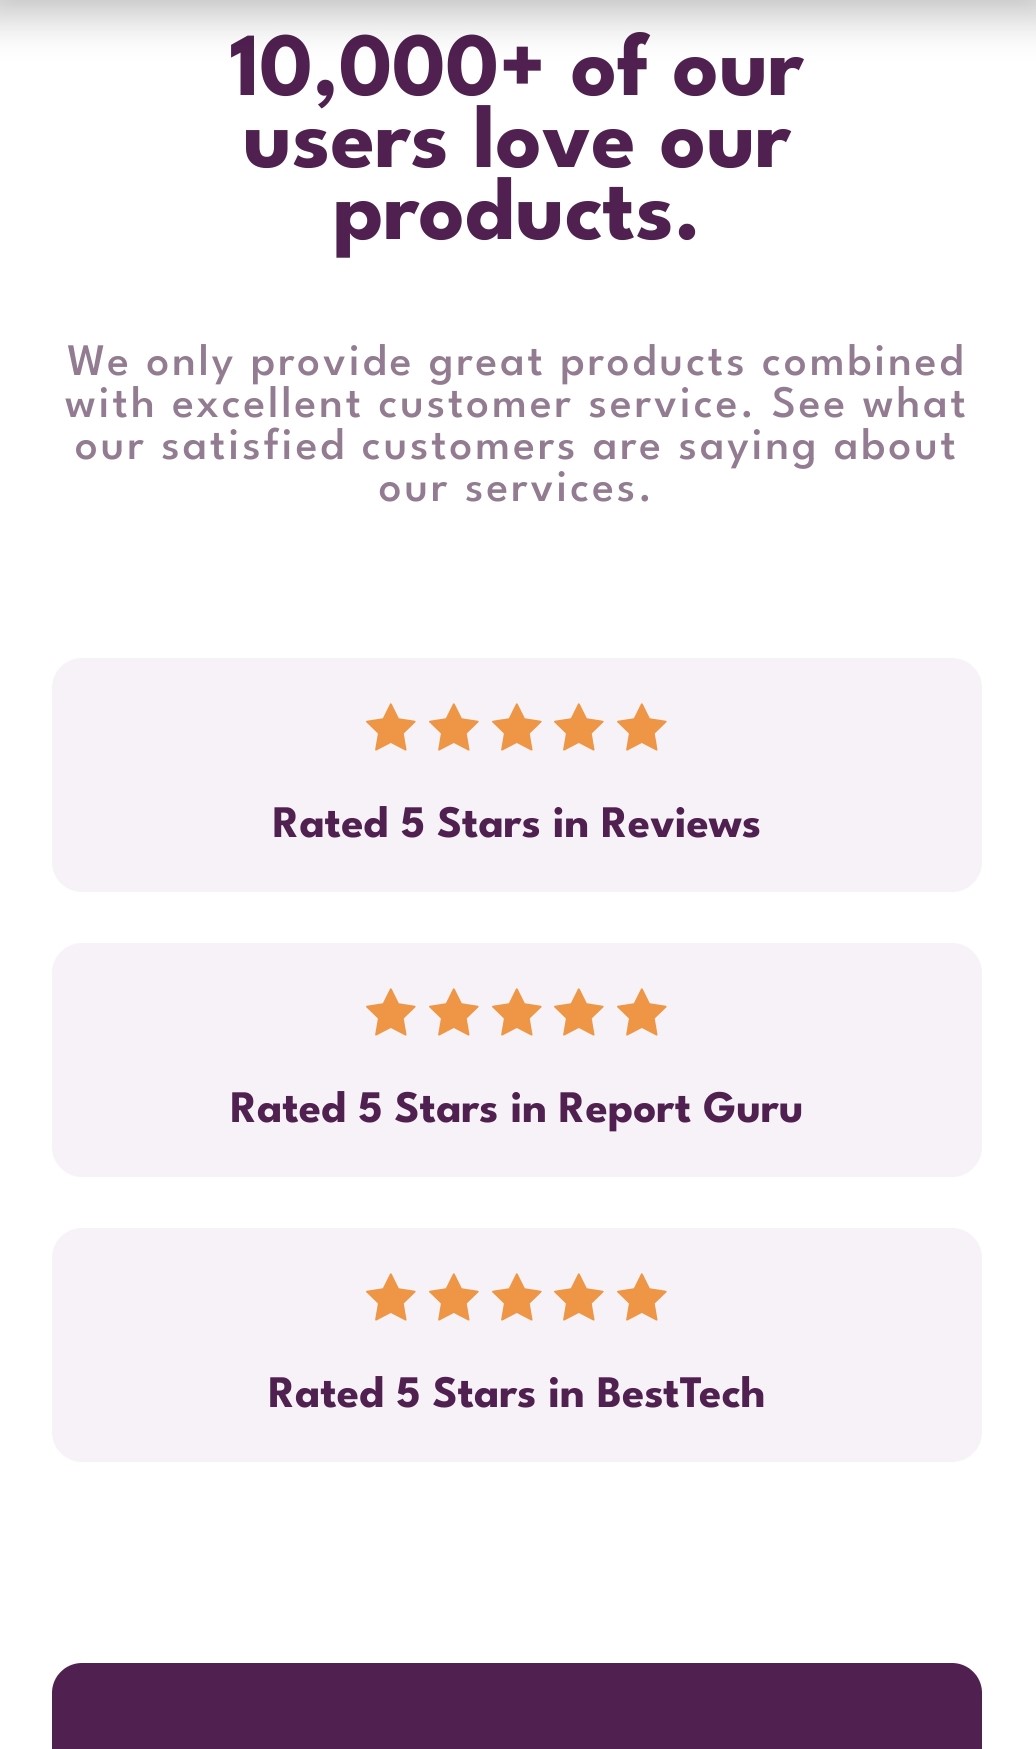 10,000+ of our
users love our
products.
We only provide great products combined
with excellent customer service. See what
our satisfied customers are saying about
our services.
Rated 5 Stars in Reviews
Rated 5 Stars in Report Guru
Rated 5 Stars in BestTech